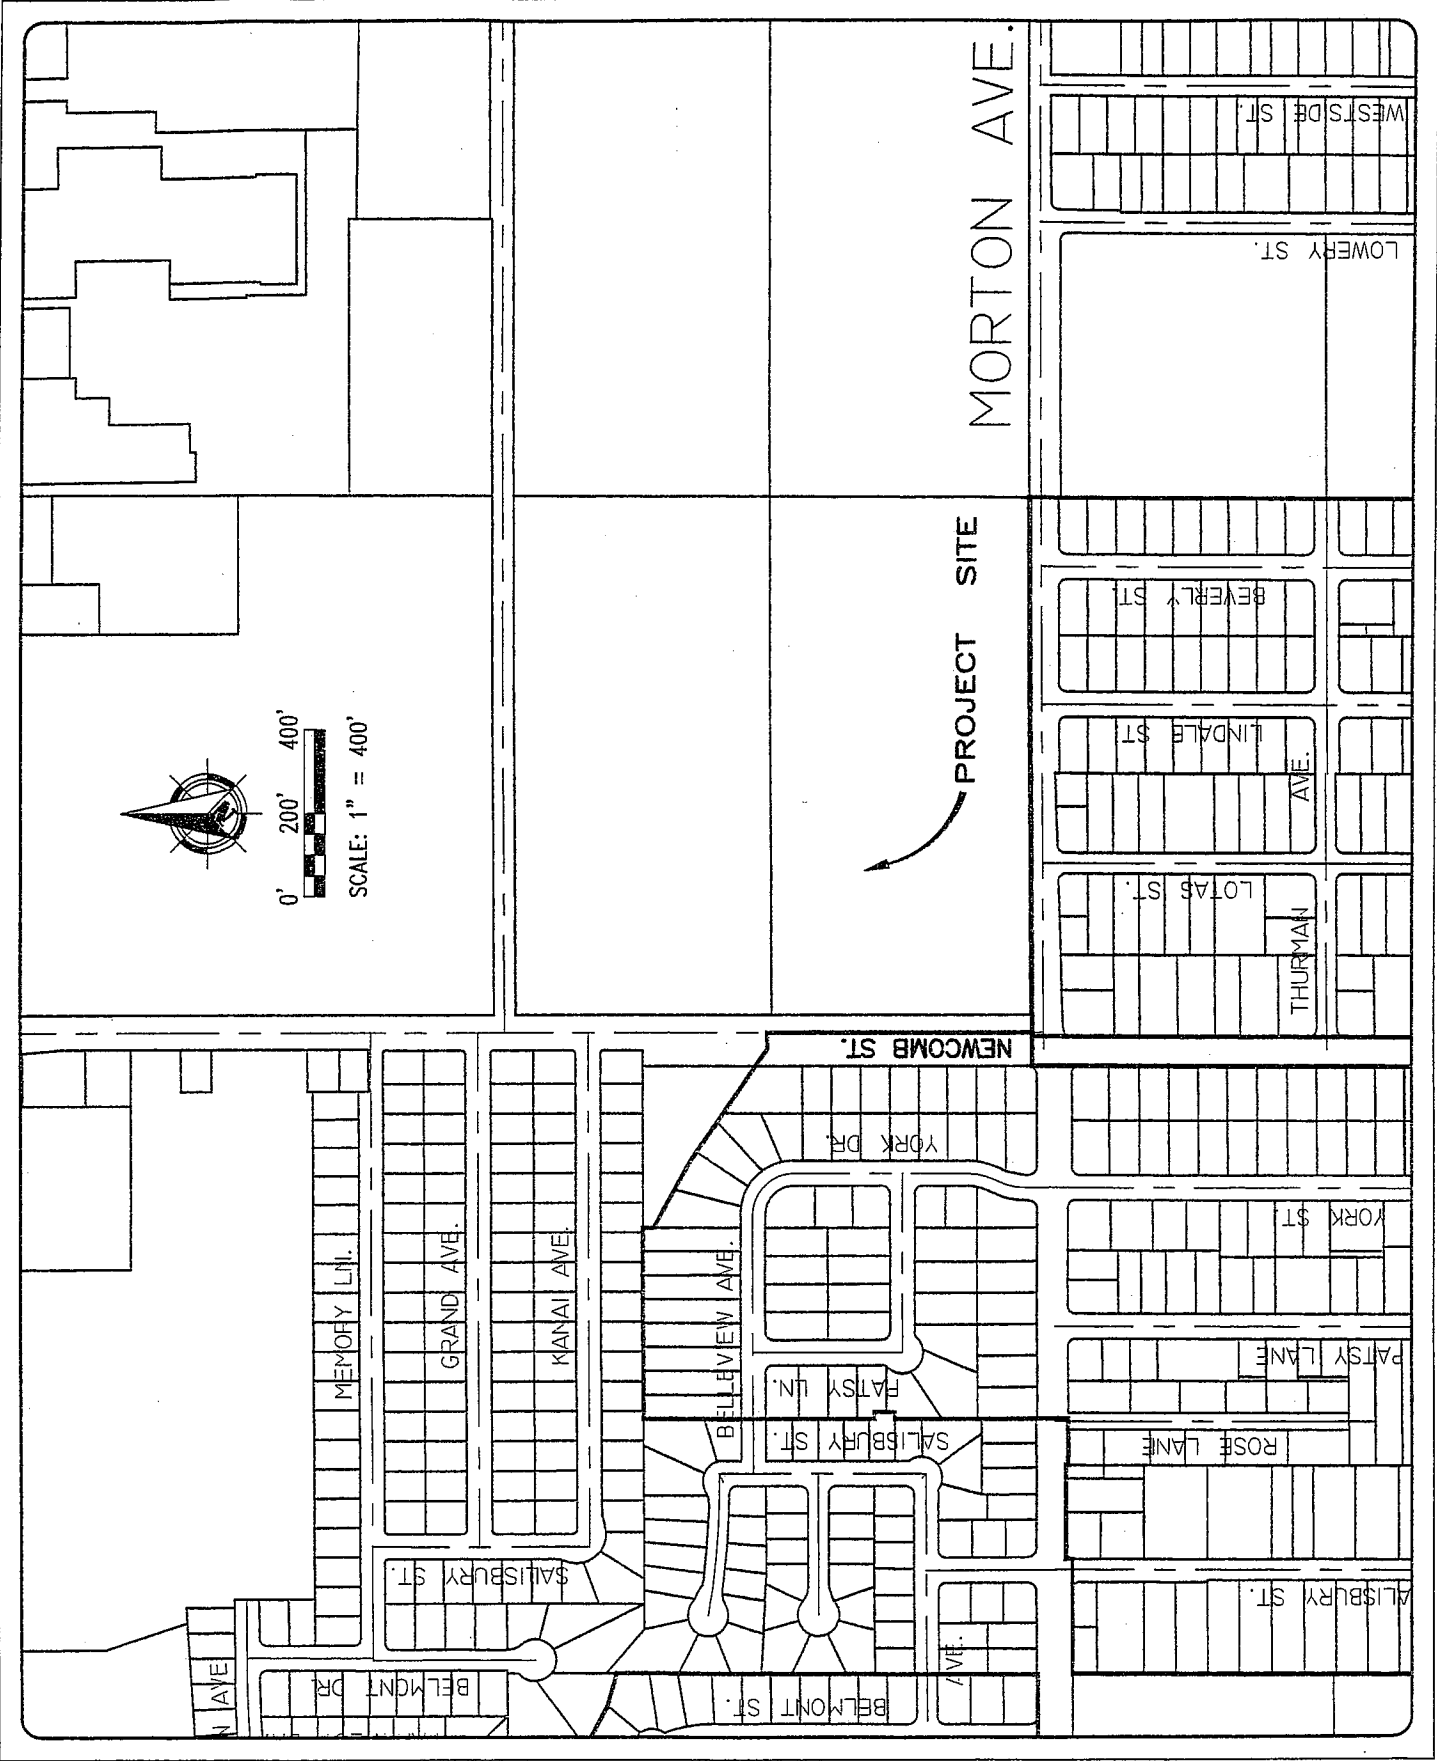 MORTON AVE.
WESTSIDE ST.
LOWERY ST.
PROJECT SITE
BEVERLY ST.
LINDALE ST.
LOTAS ST.
THURMAN AVE.
0' 200' 400'
SCALE: 1" = 400'
NEWCOMB ST.
YORK DR.
YORK ST.
MEMORY LN.
GRAND AVE.
KANAI AVE.
BELLEVIEW AVE.
PATSY LN.
PATSY LANE
SALISBURY ST.
ROSE LANE
SALISBURY ST.
ALISBURY ST.
BELMONT DR.
BELMONT ST.
AVE.
N AVE